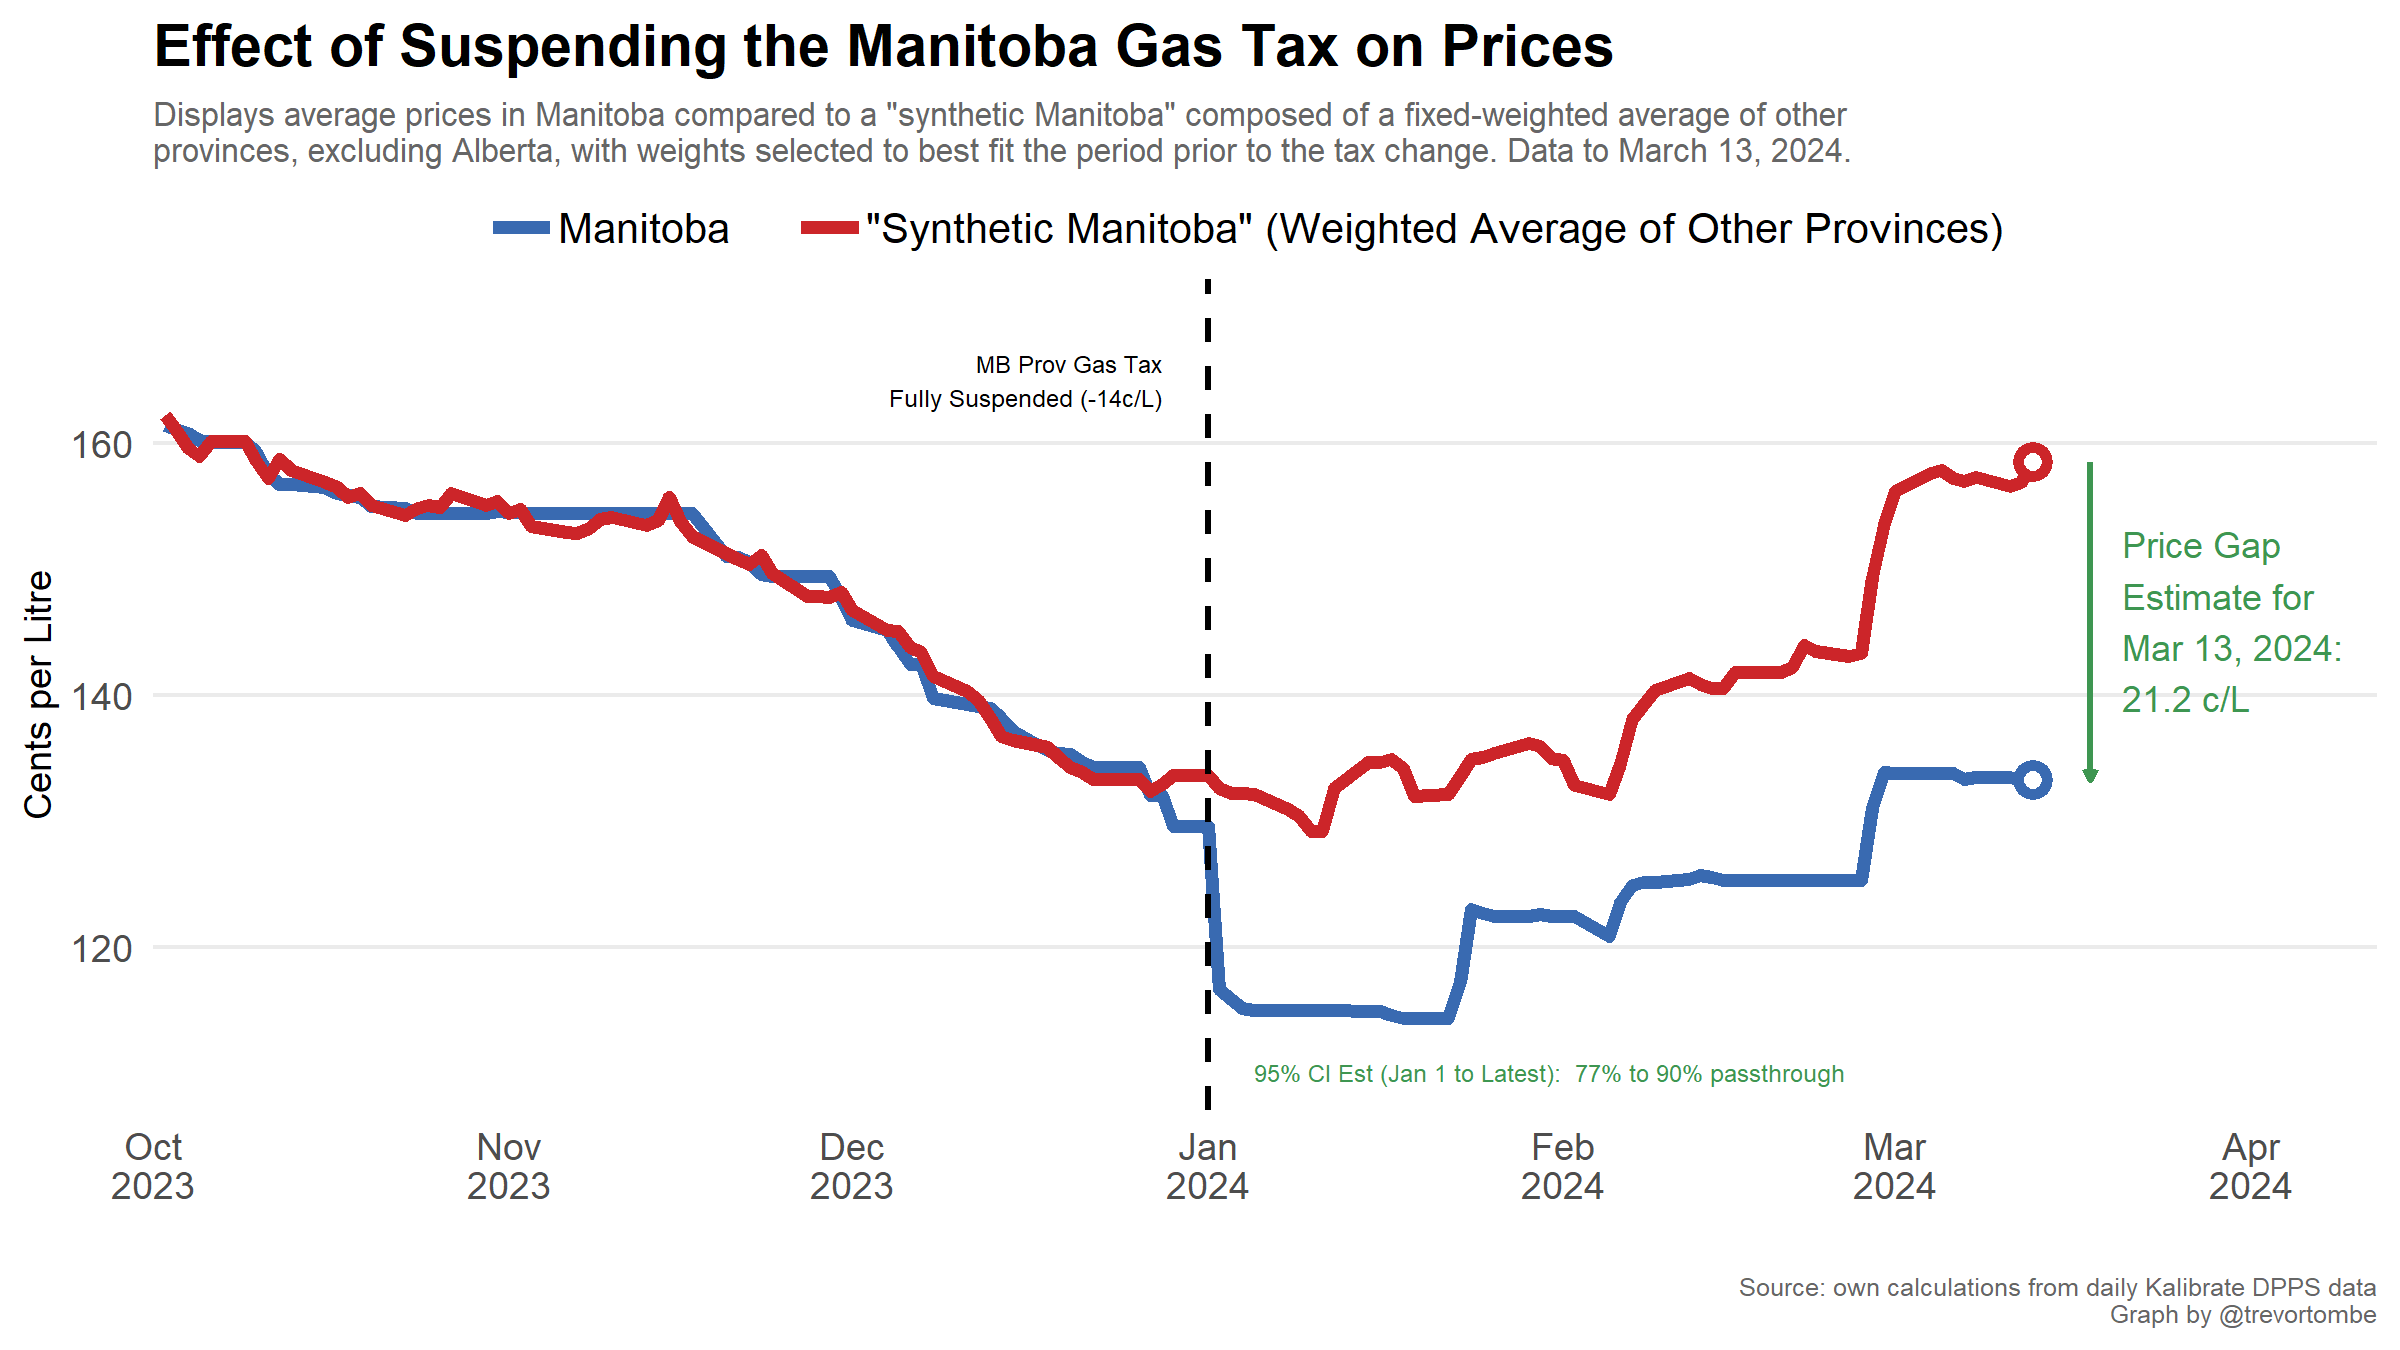 Effect of Suspending the Manitoba Gas Tax on Prices
Displays average prices in Manitoba compared to a "synthetic Manitoba" composed of a fixed-weighted average of other
provinces, excluding Alberta, with weights selected to best fit the period prior to the tax change. Data to March 13, 2024.
Manitoba
"Synthetic Manitoba" (Weighted Average of Other Provinces)
MB Prov Gas Tax
Fully Suspended (-14c/L)
160
140
120
Cents per Litre
Price Gap
Estimate for
Mar 13, 2024:
21.2 c/L
95% CI Est (Jan 1 to Latest):  77% to 90% passthrough
Oct Nov Dec Jan Feb Mar Apr
2023 2023 2023 2024 2024 2024 2024
Source: own calculations from daily Kalibrate DPPS data
Graph by @trevortombe